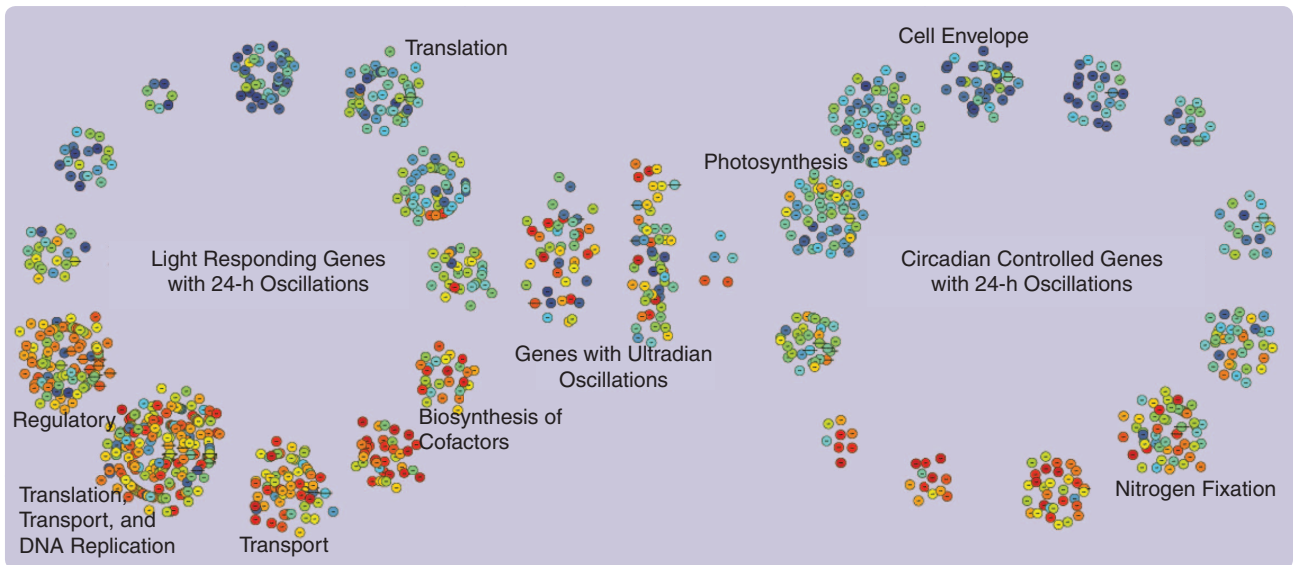 Translation
Cell Envelope
Photosynthesis
Light Responding Genes
with 24-h Oscillations
Circadian Controlled Genes
with 24-h Oscillations
Genes with Ultradian
Oscillations
Regulatory
Biosynthesis of
Cofactors
Translation,
Transport, and
DNA Replication
Transport
Nitrogen Fixation